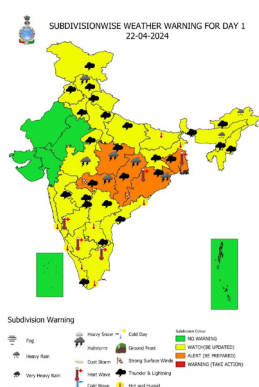 SUBDIVISIONWISE WEATHER WARNING FOR DAY 1
22-04-2024
Subdivision Warning
Fog
Heavy Rain
Very Heavy Rain
Heavy Snow
Hailstorm
Dust Storm
Heat Wave
Cold Wave
Cold Day
Ground Frost
Strong Surface Winds
Thunder & Lightning
Hot and Humid
Subdivision Colour
NO WARNING
WATCH(BE UPDATED)
ALERT (BE PREPARED)
WARNING (TAKE ACTION)